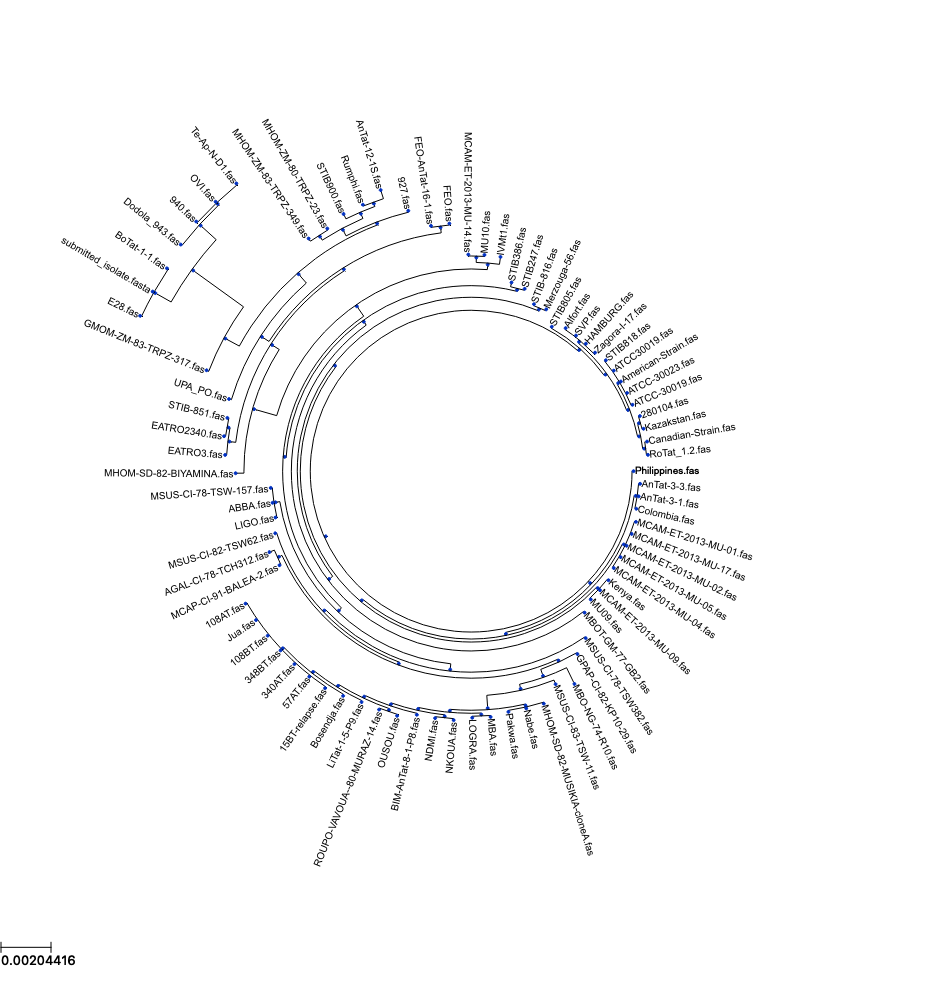 Te-Ap-N-D1.fas
OVI.fas
940.fas
Dodola_943.fas
BoTat-1-1.fas
submitted_isolate.fasta
E28.fas
GMOM-ZM-83-TRPZ-317.fas
UPA_PO.fas
STIB-851.fas
EATRO2340.fas
EATRO3.fas
MHOM-SD-82-BIYAMINA.fas
MSUS-CI-78-TSW-157.fas
ABBA.fas
LIGO.fas
MSUS-CI-82-TSW62.fas
AGAL-CI-78-TCH312.fas
MCAP-CI-91-BALEA-2.fas
108AT.fas
Jua.fas
108BT.fas
348BT.fas
340AT.fas
57AT.fas
15BT-relapse.fas
Bosendja.fas
LiTat-1-5-P9.fas
ROUPO-VAVOUA--80-MURAZ-14.fas
OUSOU.fas
BIM-AnTat-8-1-P8.fas
NDMI.fas
NKOUA.fas
LOGRA.fas
MBA.fas
Pakwa.fas
Nabe.fas
MHOM-SD-82-MUSIKIA-cloneA.fas
MSUS-CI-83-TSW-11.fas
MBO-NG-74-R10.fas
GPAP-CI-82-KP10-29.fas
MSUS-CI-78-TSW382.fas
MBOT-GM-77-GB2.fas
MU09.fas
MCAM-ET-2013-MU-09.fas
Kenya.fas
MCAM-ET-2013-MU-04.fas
MCAM-ET-2013-MU-05.fas
MCAM-ET-2013-MU-02.fas
MCAM-ET-2013-MU-17.fas
MCAM-ET-2013-MU-01.fas
Colombia.fas
AnTat-3-1.fas
AnTat-3-3.fas
Philippines.fas
RoTat_1.2.fas
Canadian-Strain.fas
Kazakstan.fas
280104.fas
ATCC-30019.fas
ATCC-30023.fas
American-Strain.fas
ATCC30019.fas
STIB818.fas
Zagora-I-17.fas
HAMBURG.fas
SVP.fas
Alfort.fas
STIB805.fas
Merzouga-56.fas
STIB-816.fas
STIB247.fas
STIB386.fas
IVMt1.fas
MU10.fas
MCAM-ET-2013-MU-14.fas
FEO.fas
FEO-AnTat-16-1.fas
927.fas
AnTat-12-1S.fas
Rumphi.fas
STIB900.fas
MHOM-ZM-80-TRPZ-23.fas
MHOM-ZM-83-TRPZ-349.fas
0.00204416